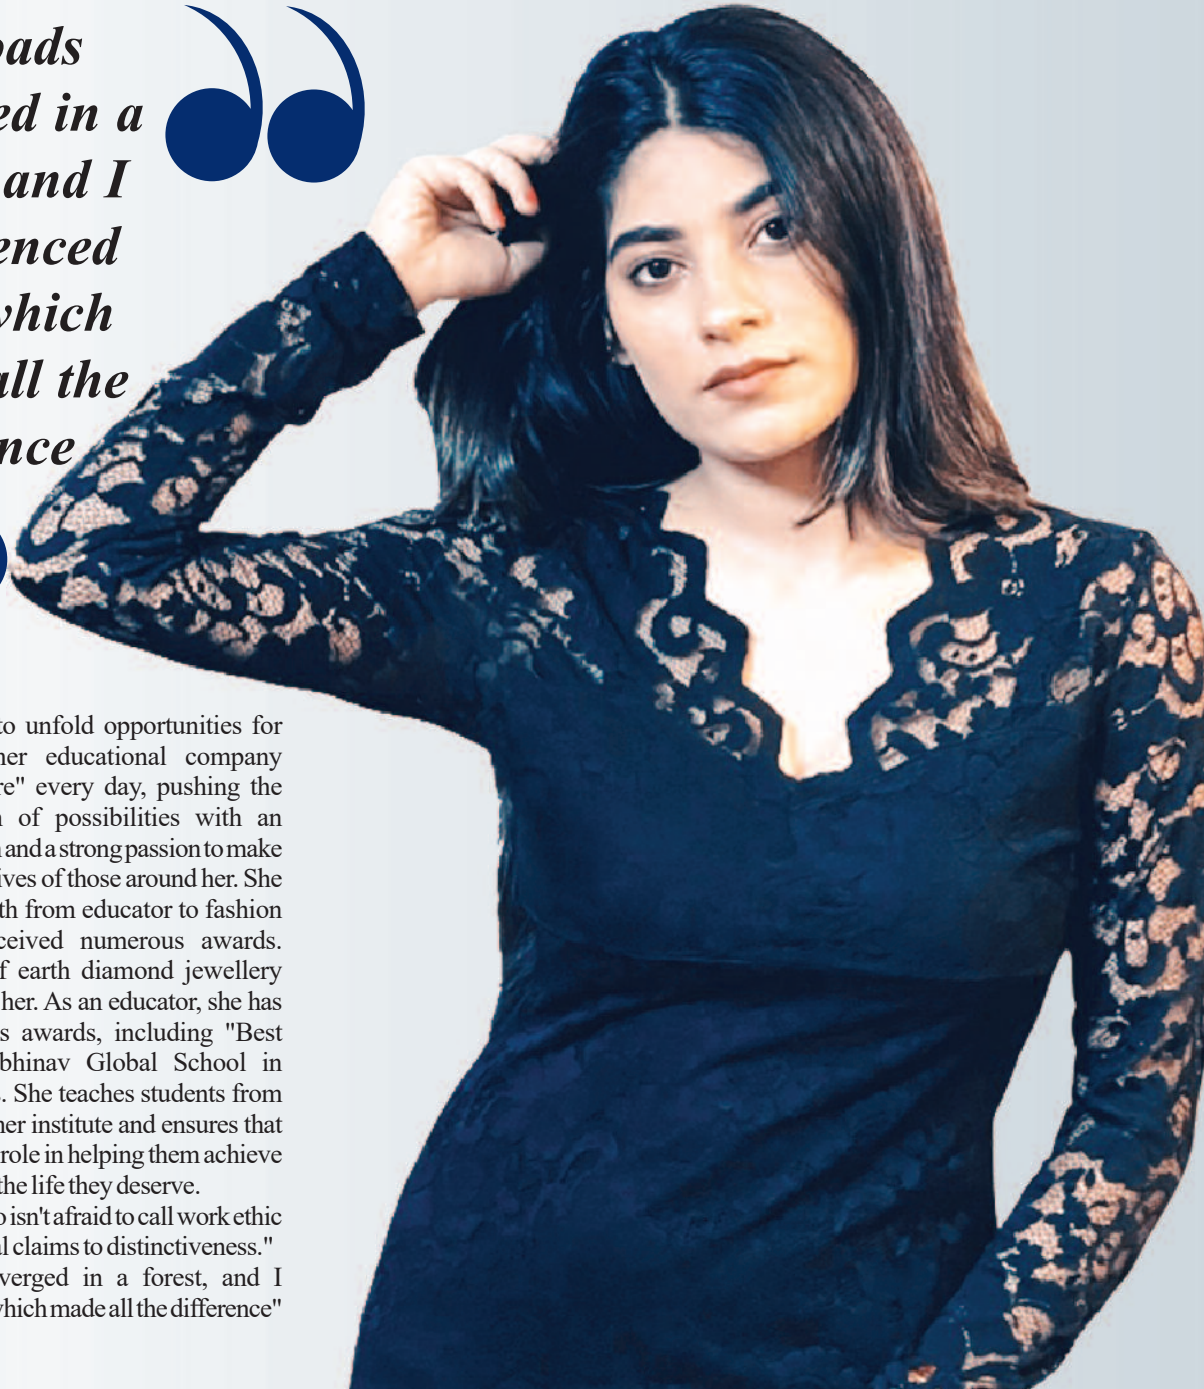 oads
ed in a
and I
enced
which
all the
nce
to unfold opportunities for
her educational company
re" every day, pushing the
n of possibilities with an
and a strong passion to make
ives of those around her. She
th from educator to fashion
ceived numerous awards.
f earth diamond jewellery
her. As an educator, she has
s awards, including "Best
bhinav Global School in
. She teaches students from
her institute and ensures that
role in helping them achieve
the life they deserve.
o isn't afraid to call work ethic
al claims to distinctiveness."
verged in a forest, and I
which made all the difference"